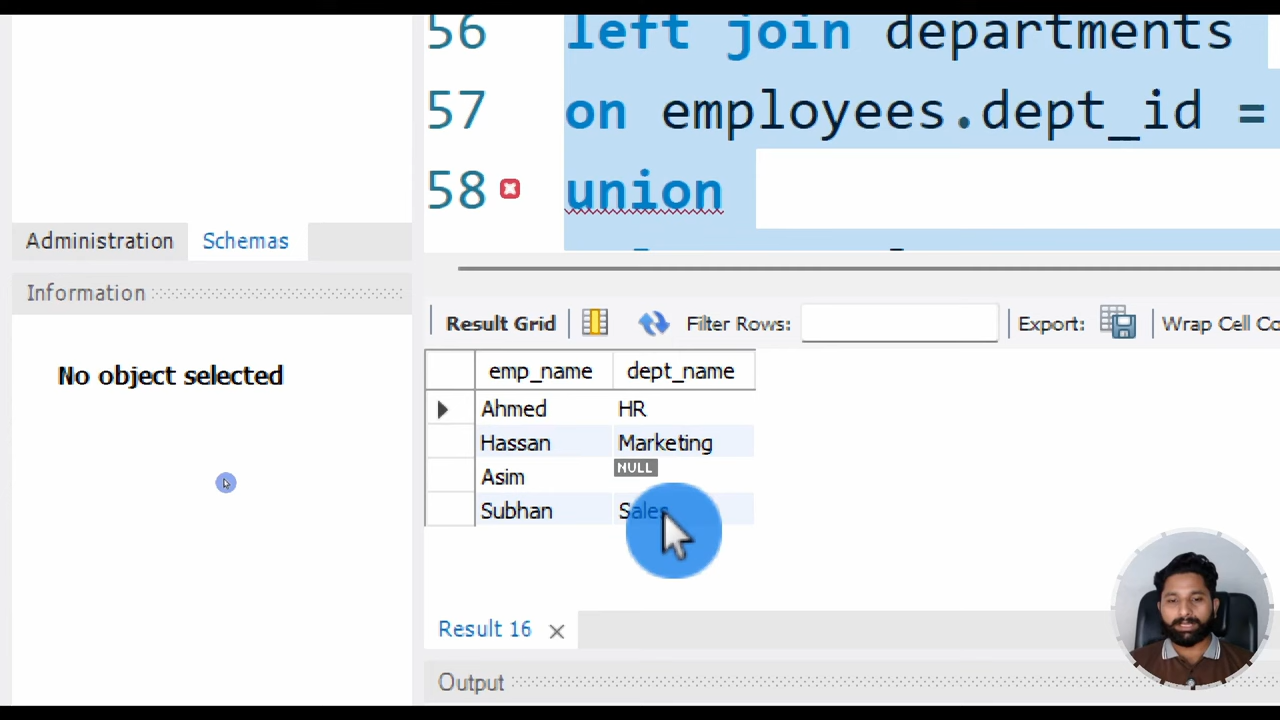 56 left join departments
57 on employees.dept_id =
58 union
Administration Schemas
Information
No object selected
Result Grid Filter Rows: Export: Wrap Cell Co
emp_name dept_name
Ahmed HR
Hassan Marketing
Asim NULL
Subhan Sales
Result 16
Output